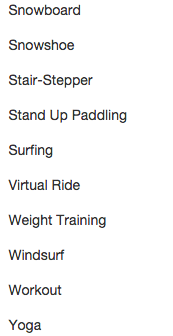 Snowboard
Snowshoe
Stair-Stepper
Stand Up Paddling
Surfing
Virtual Ride
Weight Training
Windsurf
Workout
Yoga